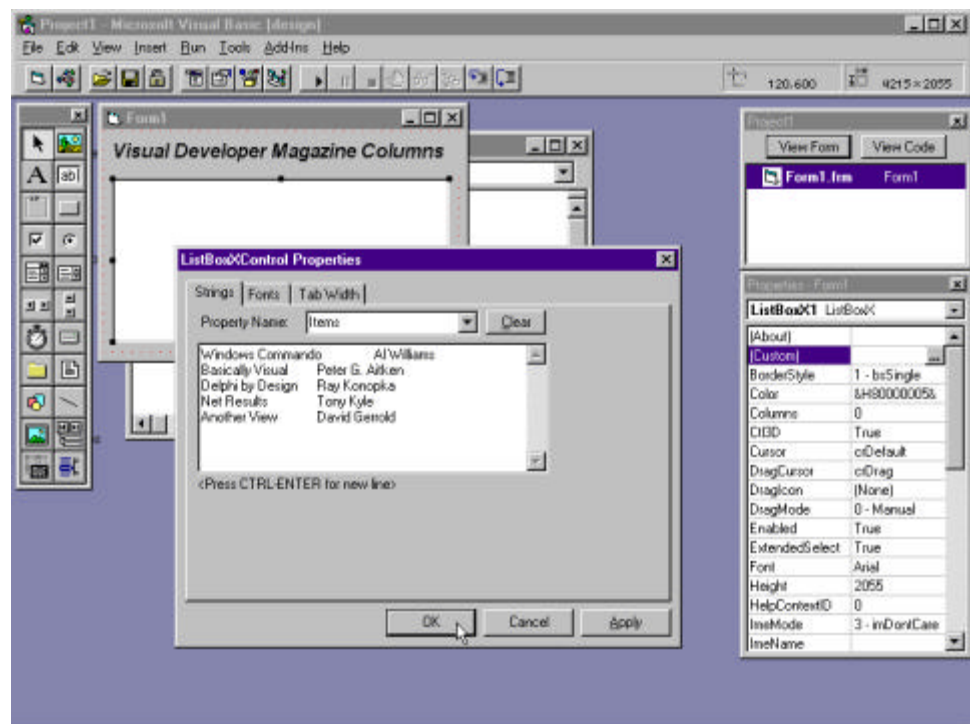 Project1 - Microsoft Visual Basic [design]
File Edit View Insert Run Tools Add-Ins Help
120,600 4215×2055
Form1
Visual Developer Magazine Columns
A ab
ListBoxXControl Properties
Strings Fonts Tab Width
Property Name: Items Clear
Windows Commando Al Williams
Basically Visual Peter G. Aitken
Delphi by Design Ray Konopka
Net Results Tony Kyle
Another View David Gerrold
<Press CTRL-ENTER for new line>
OK Cancel Apply
Project1
View Form View Code
Form1.frm Form1
Properties - Form1
ListBoxX1 ListBoxX
(About)
(Custom) ...
BorderStyle 1 - bsSingle
Color &H80000005&
Columns 0
Ctl3D True
Cursor crDefault
DragCursor crDrag
DragIcon (None)
DragMode 0 - Manual
Enabled True
ExtendedSelect True
Font Arial
Height 2055
HelpContextID 0
ImeMode 3 - imDontCare
ImeName